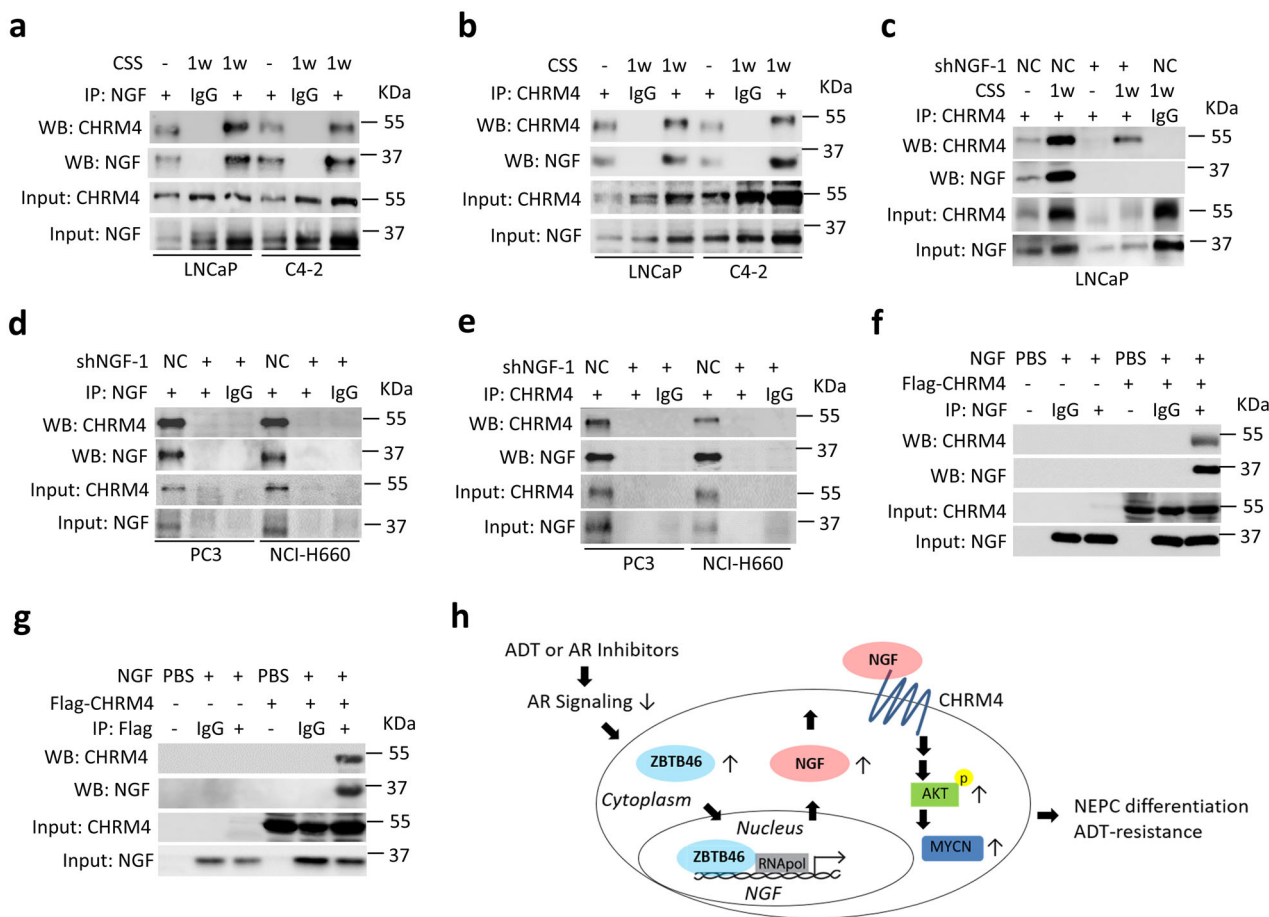 a
CSS - 1w 1w - 1w 1w
IP: NGF + IgG + + IgG + KDa
WB: CHRM4 55
WB: NGF 37
Input: CHRM4 55
Input: NGF 37
LNCaP C4-2
b
CSS - 1w 1w - 1w 1w
IP: CHRM4 + IgG + + IgG + KDa
WB: CHRM4 55
WB: NGF 37
Input: CHRM4 55
Input: NGF 37
LNCaP C4-2
c
shNGF-1 NC NC + + NC
CSS - 1w - 1w 1w
IP: CHRM4 + + + + IgG KDa
WB: CHRM4 55
WB: NGF 37
Input: CHRM4 55
Input: NGF 37
LNCaP
d
shNGF-1 NC + + NC + +
IP: NGF + + IgG + + IgG KDa
WB: CHRM4 55
WB: NGF 37
Input: CHRM4 55
Input: NGF 37
PC3 NCI-H660
e
shNGF-1 NC + + NC + +
IP: CHRM4 + + IgG + + IgG KDa
WB: CHRM4 55
WB: NGF 37
Input: CHRM4 55
Input: NGF 37
PC3 NCI-H660
f
NGF PBS + + PBS + +
Flag-CHRM4 - - - + + +
IP: NGF - IgG + - IgG + KDa
WB: CHRM4 55
WB: NGF 37
Input: CHRM4 55
Input: NGF 37
g
NGF PBS + + PBS + +
Flag-CHRM4 - - - + + +
IP: Flag - IgG + - IgG + KDa
WB: CHRM4 55
WB: NGF 37
Input: CHRM4 55
Input: NGF 37
h
ADT or AR Inhibitors
AR Signaling ↓
NGF
CHRM4
ZBTB46 ↑
NGF ↑
p
AKT ↑
MYCN ↑
Cytoplasm
Nucleus
ZBTB46 RNApol
NGF
NEPC differentiation
ADT-resistance